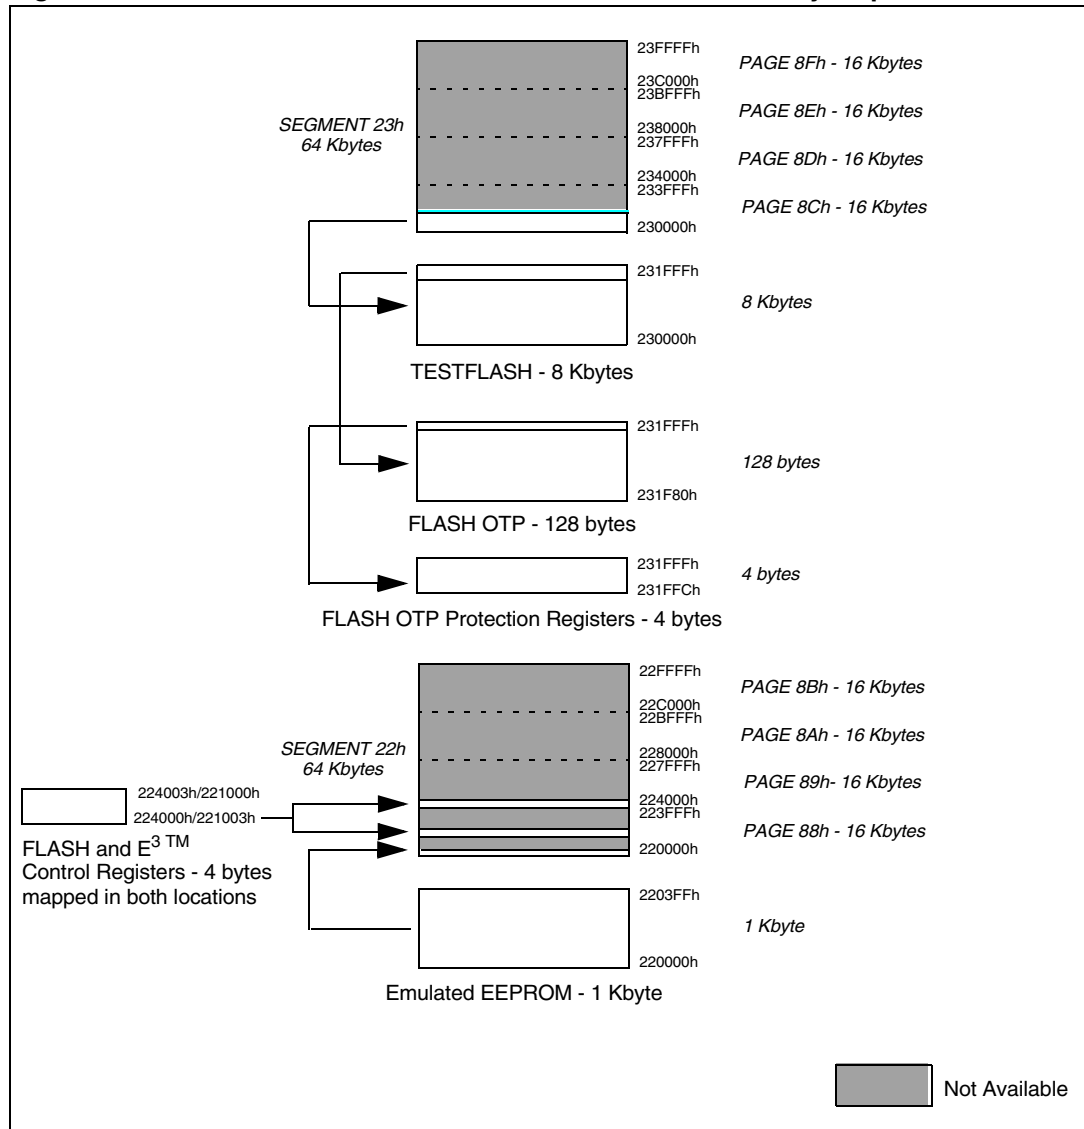 23FFFFh
PAGE 8Fh - 16 Kbytes
23C000h
23BFFFh
PAGE 8Eh - 16 Kbytes
SEGMENT 23h
64 Kbytes
238000h
237FFFh
PAGE 8Dh - 16 Kbytes
234000h
233FFFh
PAGE 8Ch - 16 Kbytes
230000h
231FFFh
8 Kbytes
230000h
TESTFLASH - 8 Kbytes
231FFFh
128 bytes
231F80h
FLASH OTP - 128 bytes
231FFFh
4 bytes
231FFCh
FLASH OTP Protection Registers - 4 bytes
22FFFFh
PAGE 8Bh - 16 Kbytes
22C000h
22BFFFh
PAGE 8Ah - 16 Kbytes
SEGMENT 22h
64 Kbytes
228000h
227FFFh
PAGE 89h- 16 Kbytes
224003h/221000h
224000h/221003h
224000h
223FFFh
PAGE 88h - 16 Kbytes
220000h
FLASH and E3 TM
Control Registers - 4 bytes
mapped in both locations
2203FFh
1 Kbyte
220000h
Emulated EEPROM - 1 Kbyte
Not Available